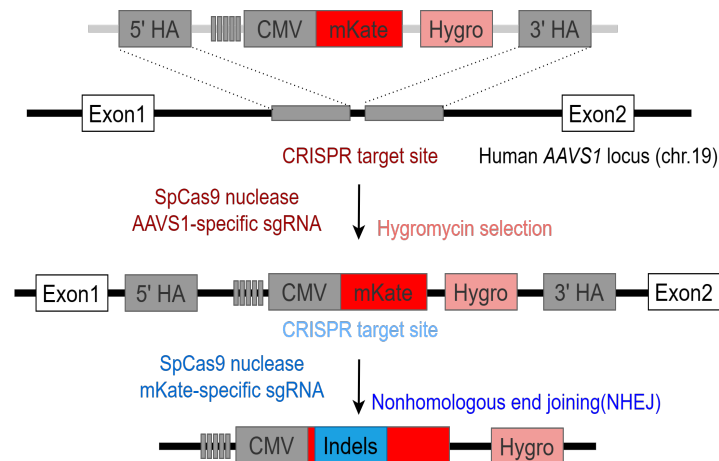 5' HA CMV mKate Hygro 3' HA
Exon1 Exon2
CRISPR target site Human AAVS1 locus (chr.19)
SpCas9 nuclease
AAVS1-specific sgRNA
Hygromycin selection
Exon1 5' HA CMV mKate Hygro 3' HA Exon2
CRISPR target site
SpCas9 nuclease
mKate-specific sgRNA
Nonhomologous end joining(NHEJ)
CMV Indels Hygro